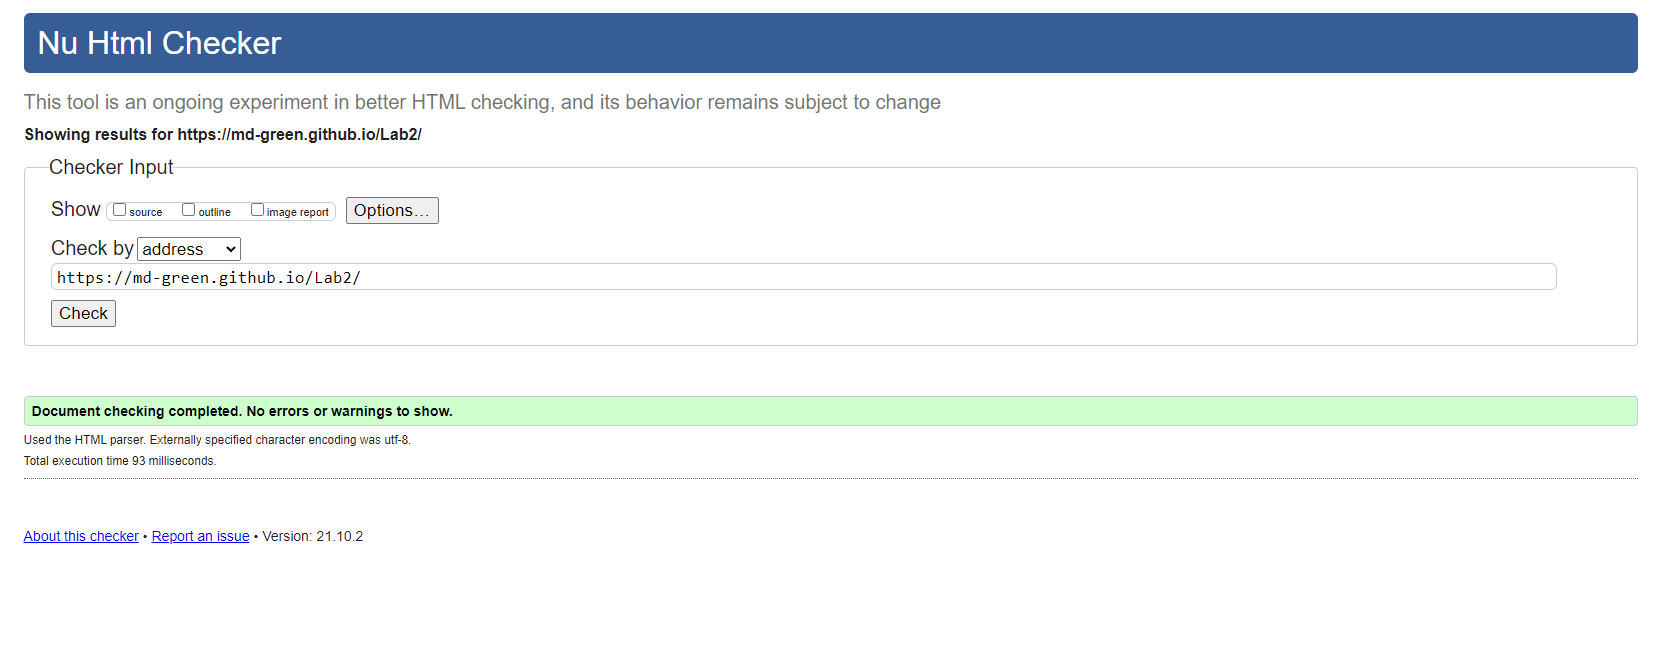 Nu Html Checker
This tool is an ongoing experiment in better HTML checking, and its behavior remains subject to change
Showing results for https://md-green.github.io/Lab2/
Checker Input
Show source outline image report Options...
Check by address
https://md-green.github.io/Lab2/
Check
Document checking completed. No errors or warnings to show.
Used the HTML parser. Externally specified character encoding was utf-8.
Total execution time 93 milliseconds.
About this checker • Report an issue • Version: 21.10.2